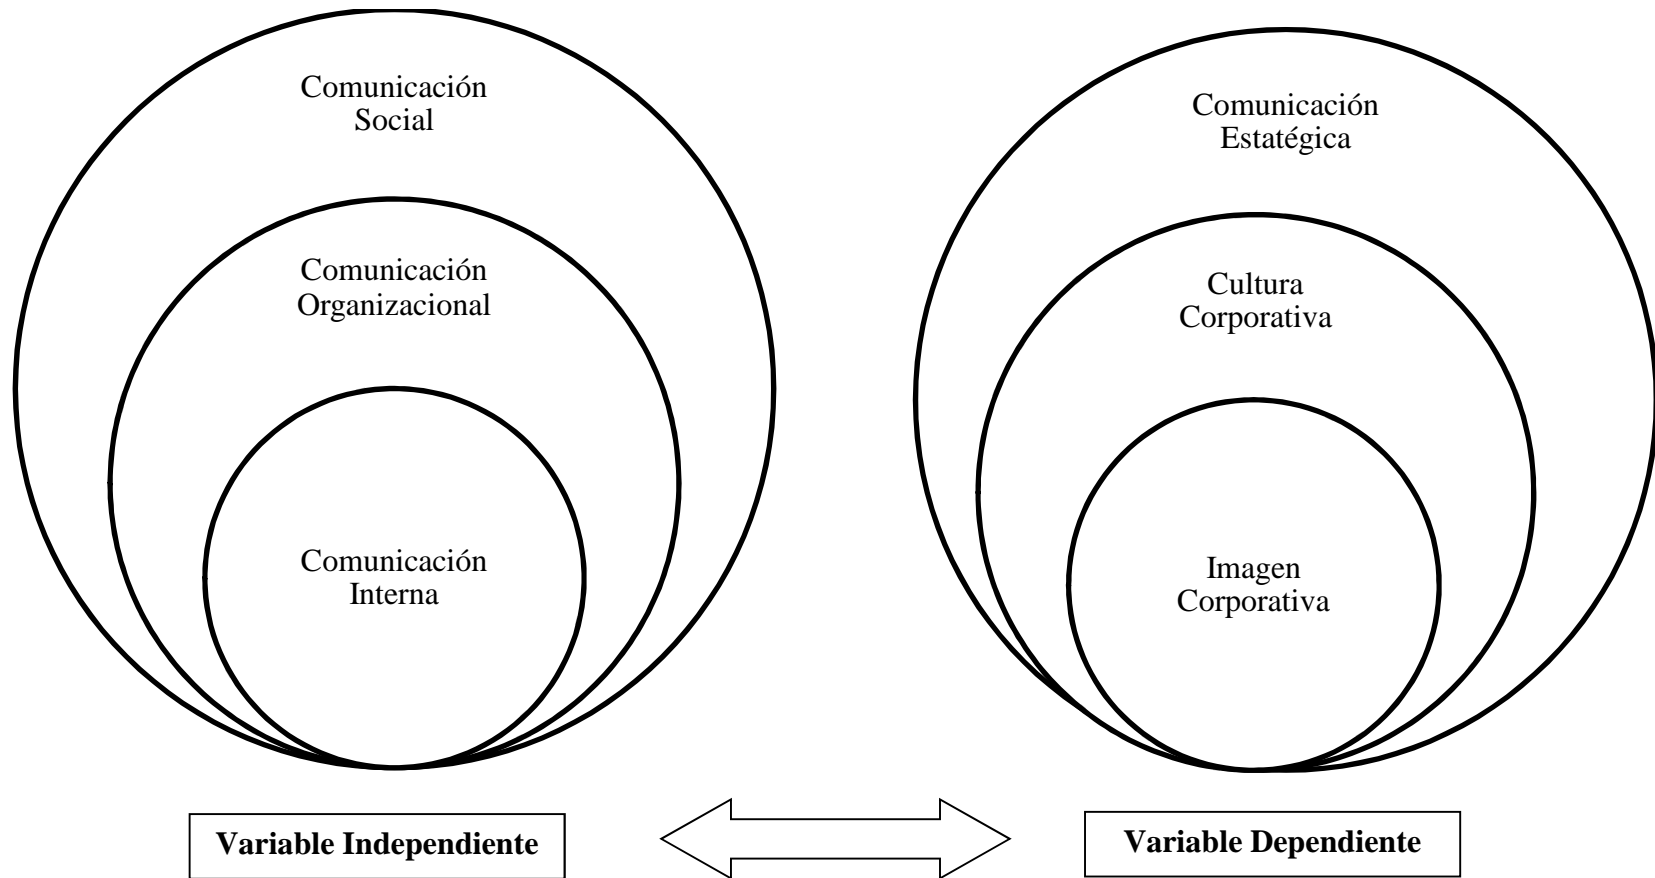 Comunicación
Social
Comunicación
Organizacional
Comunicación
Interna
Variable Independiente
Comunicación
Estatégica
Cultura
Corporativa
Imagen
Corporativa
Variable Dependiente